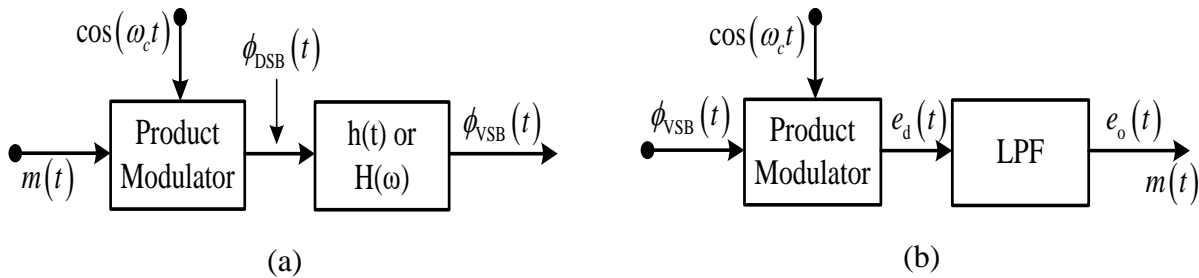 cos(ω_c t)
ϕ_DSB(t)
m(t)
Product
Modulator
h(t) or
H(ω)
ϕ_VSB(t)
(a)
cos(ω_c t)
ϕ_VSB(t)
Product
Modulator
e_d(t)
LPF
e_o(t)
m(t)
(b)